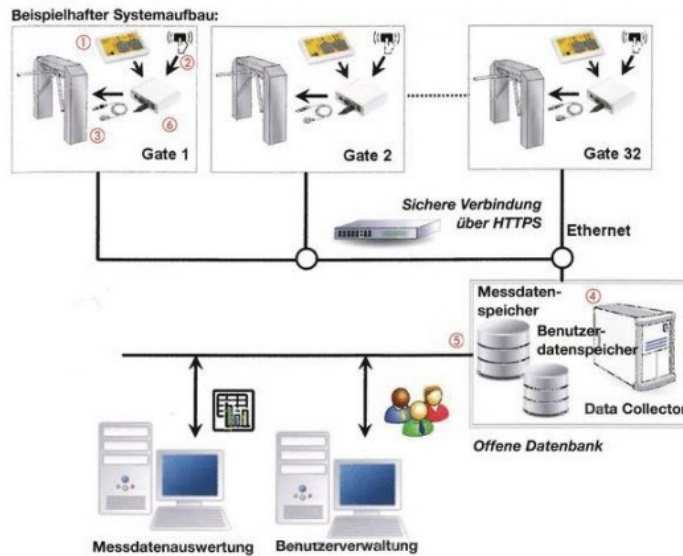 Beispielhafter Systemaufbau:
①
②
③
⑥
Gate 1
Gate 2
Gate 32
Sichere Verbindung
über HTTPS
Ethernet
Messdaten-
speicher
④
Benutzer-
datenspeicher
⑤
Data Collector
Offene Datenbank
Messdatenauswertung
Benutzerverwaltung